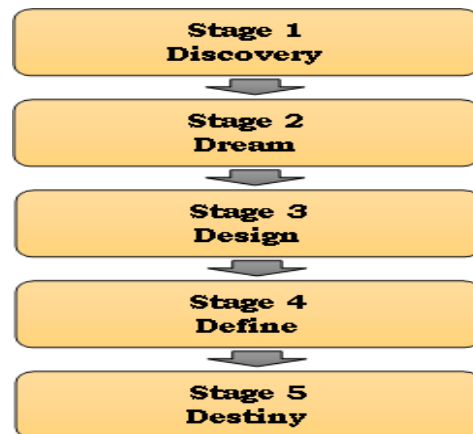 Stage 1
Discovery
Stage 2
Dream
Stage 3
Design
Stage 4
Define
Stage 5
Destiny